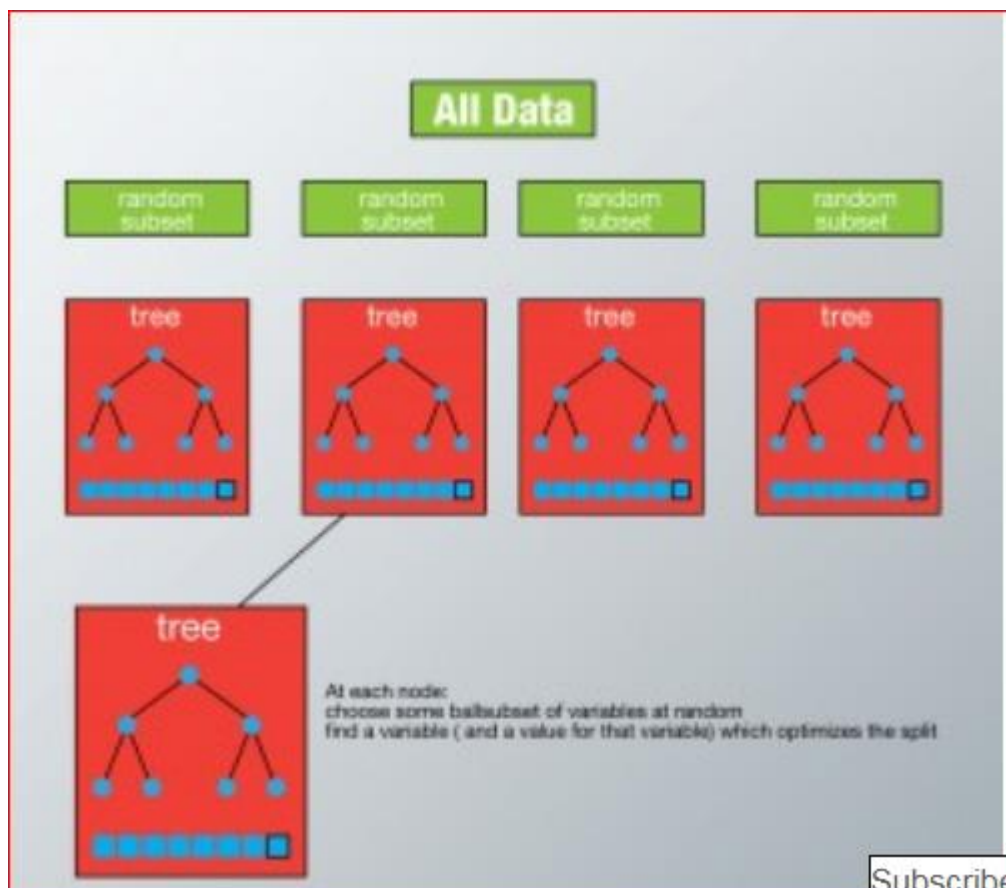 All Data
random
subset
random
subset
random
subset
random
subset
tree
tree
tree
tree
tree
At each node:
choose some ballsubset of variables at random
find a variable ( and a value for that variable) which optimizes the split
Subscribe